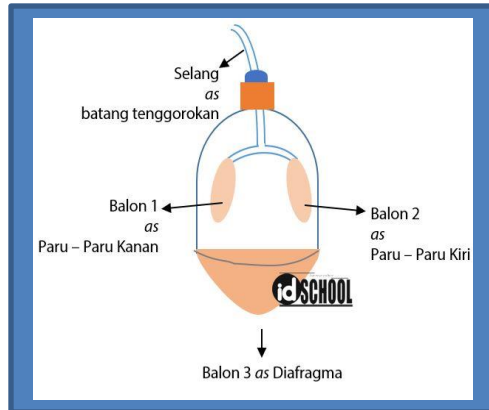 Selang
as
batang tenggorokan
Balon 1
as
Paru – Paru Kanan
Balon 2
as
Paru – Paru Kiri
idSCHOOL
Balon 3 as Diafragma